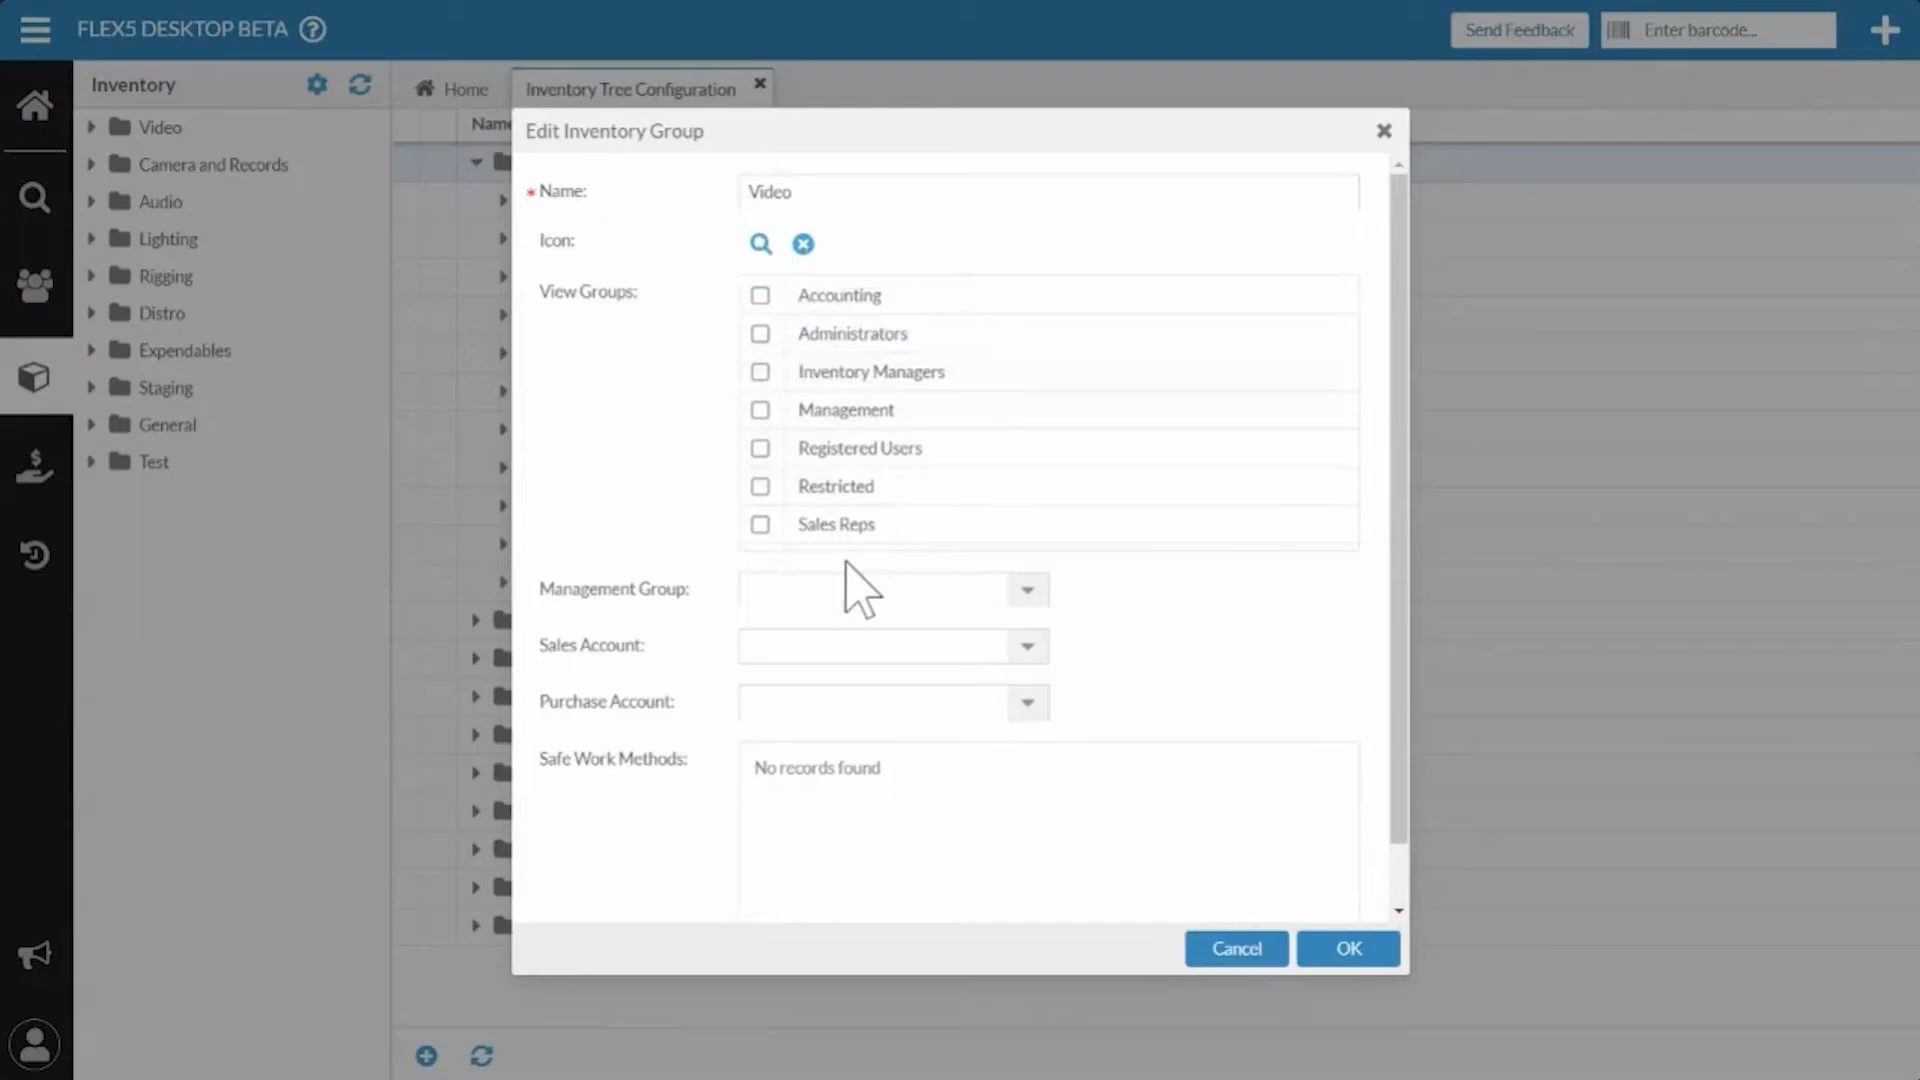 FLEX5 DESKTOP BETA ?
Send Feedback
Enter barcode...
Inventory
Home
Inventory Tree Configuration
Name
Video
Camera and Records
Audio
Lighting
Rigging
Distro
Expendables
Staging
General
Test
Edit Inventory Group
* Name:
Video
Icon:
View Groups:
Accounting
Administrators
Inventory Managers
Management
Registered Users
Restricted
Sales Reps
Management Group:
Sales Account:
Purchase Account:
Safe Work Methods:
No records found
Cancel
OK